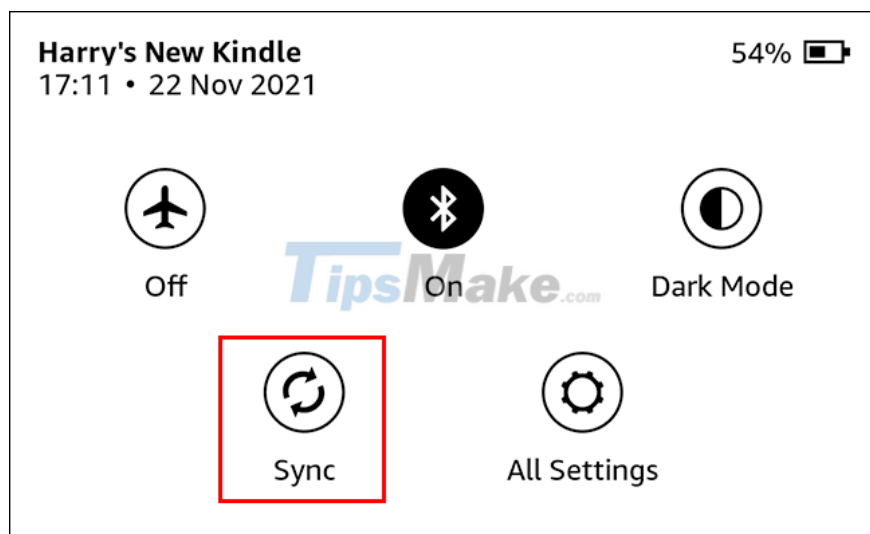 Harry's New Kindle
54%
17:11 • 22 Nov 2021
Off
On
Dark Mode
TipsMake.com
Sync
All Settings